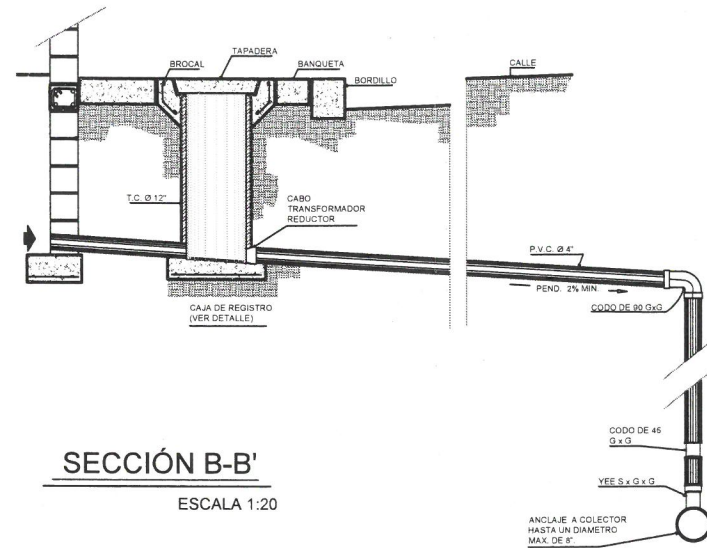 TAPADERA
BROCAL
BANQUETA
CALLE
BORDILLO
T.C. Ø 12"
CABO
TRANSFORMADOR
REDUCTOR
P.V.C. Ø 4"
PEND. 2% MIN.
CODO DE 90 GxG
CAJA DE REGISTRO
(VER DETALLE)
CODO DE 45
G x G
SECCIÓN B-B'
ESCALA 1:20
YEE S x G x G
ANCLAJE A COLECTOR
HASTA UN DIAMETRO
MAX. DE 8".